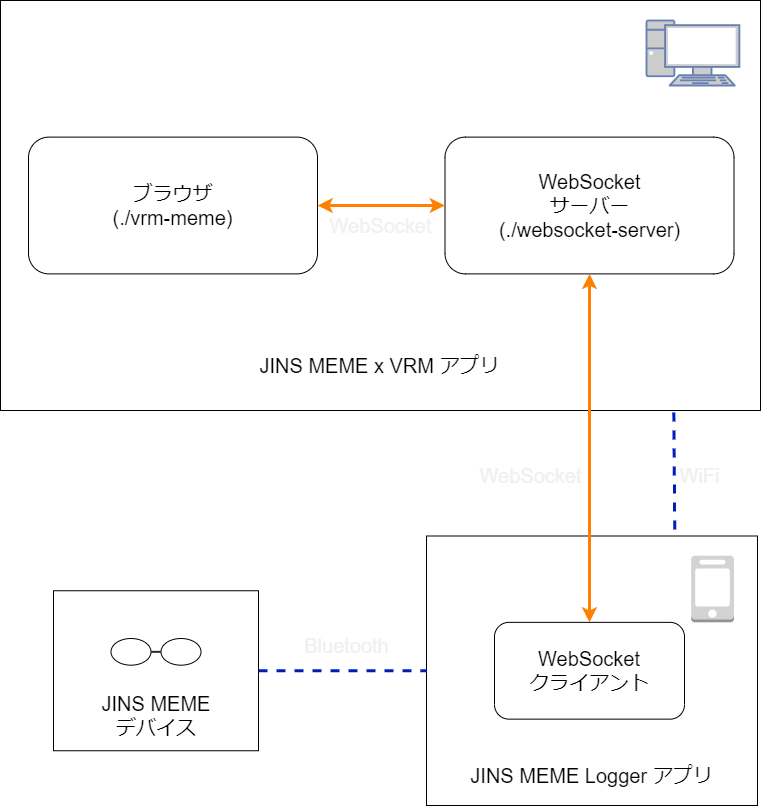 ブラウザ
(./vrm-meme)
WebSocket
WebSocket
サーバー
(./websocket-server)
JINS MEME x VRM アプリ
WebSocket
WiFi
Bluetooth
JINS MEME
デバイス
WebSocket
クライアント
JINS MEME Logger アプリ